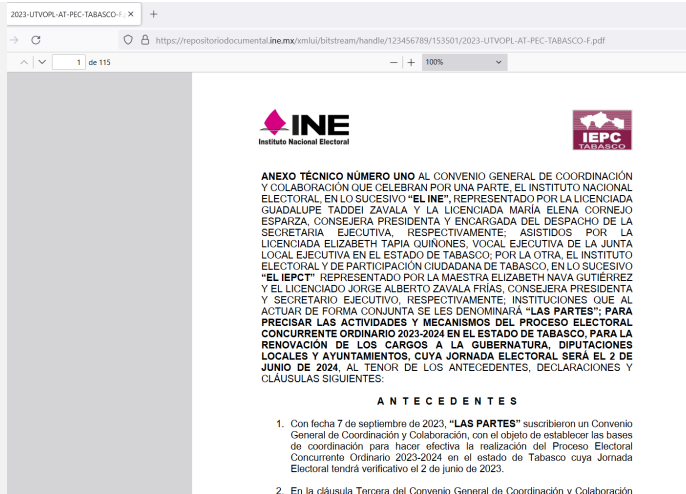 2023-UTVOPL-AT-PEC-TABASCO-F.p
https://repositoriodocumental.ine.mx/xmlui/bitstream/handle/123456789/153501/2023-UTVOPL-AT-PEC-TABASCO-F.pdf
1 de 115
100%
INE
Instituto Nacional Electoral
IEPC
TABASCO
ANEXO TÉCNICO NÚMERO UNO AL CONVENIO GENERAL DE COORDINACIÓN
Y COLABORACIÓN QUE CELEBRAN POR UNA PARTE, EL INSTITUTO NACIONAL
ELECTORAL, EN LO SUCESIVO “EL INE”, REPRESENTADO POR LA LICENCIADA
GUADALUPE TADDEI ZAVALA Y LA LICENCIADA MARÍA ELENA CORNEJO
ESPARZA, CONSEJERA PRESIDENTA Y ENCARGADA DEL DESPACHO DE LA
SECRETARIA EJECUTIVA, RESPECTIVAMENTE; ASISTIDOS POR LA
LICENCIADA ELIZABETH TAPIA QUIÑONES, VOCAL EJECUTIVA DE LA JUNTA
LOCAL EJECUTIVA EN EL ESTADO DE TABASCO; POR LA OTRA, EL INSTITUTO
ELECTORAL Y DE PARTICIPACIÓN CIUDADANA DE TABASCO, EN LO SUCESIVO
“EL IEPCT” REPRESENTADO POR LA MAESTRA ELIZABETH NAVA GUTIÉRREZ
Y EL LICENCIADO JORGE ALBERTO ZAVALA FRÍAS, CONSEJERA PRESIDENTA
Y SECRETARIO EJECUTIVO, RESPECTIVAMENTE; INSTITUCIONES QUE AL
ACTUAR DE FORMA CONJUNTA SE LES DENOMINARÁ “LAS PARTES”; PARA
PRECISAR LAS ACTIVIDADES Y MECANISMOS DEL PROCESO ELECTORAL
CONCURRENTE ORDINARIO 2023-2024 EN EL ESTADO DE TABASCO, PARA LA
RENOVACIÓN DE LOS CARGOS A LA GUBERNATURA, DIPUTACIONES
LOCALES Y AYUNTAMIENTOS, CUYA JORNADA ELECTORAL SERÁ EL 2 DE
JUNIO DE 2024, AL TENOR DE LOS ANTECEDENTES, DECLARACIONES Y
CLÁUSULAS SIGUIENTES:
A N T E C E D E N T E S
1. Con fecha 7 de septiembre de 2023, “LAS PARTES” suscribieron un Convenio
General de Coordinación y Colaboración, con el objeto de establecer las bases
de coordinación para hacer efectiva la realización del Proceso Electoral
Concurrente Ordinario 2023-2024 en el estado de Tabasco cuya Jornada
Electoral tendrá verificativo el 2 de junio de 2023.
2. En la cláusula Tercera del Convenio General de Coordinación y Colaboración